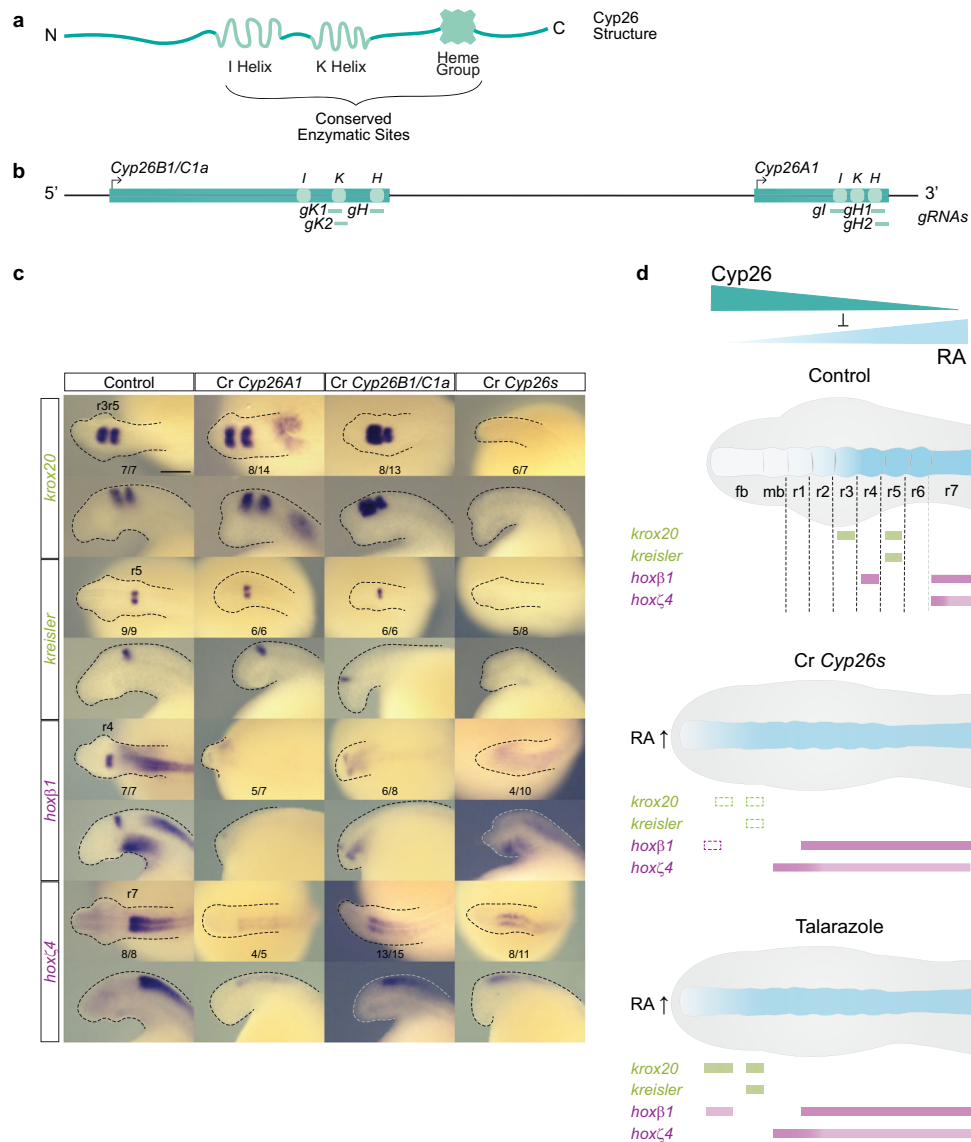 a
N
C
Cyp26
Structure
I Helix
K Helix
Heme
Group
Conserved
Enzymatic Sites
b
Cyp26B1/C1a
Cyp26A1
I
K
H
I
K
H
5’
3’
gK1
gH
gI
gH1
gRNAs
gK2
gH2
c
Control
Cr Cyp26A1
Cr Cyp26B1/C1a
Cr Cyp26s
krox20
r3r5
7/7
8/14
8/13
6/7
kreisler
r5
9/9
6/6
6/6
5/8
hoxβ1
r4
7/7
5/7
6/8
4/10
hoxζ4
r7
8/8
4/5
13/15
8/11
d
Cyp26
RA
Control
fb
mb
r1
r2
r3
r4
r5
r6
r7
krox20
kreisler
hoxβ1
hoxζ4
Cr Cyp26s
RA ↑
krox20
kreisler
hoxβ1
hoxζ4
Talarazole
RA ↑
krox20
kreisler
hoxβ1
hoxζ4